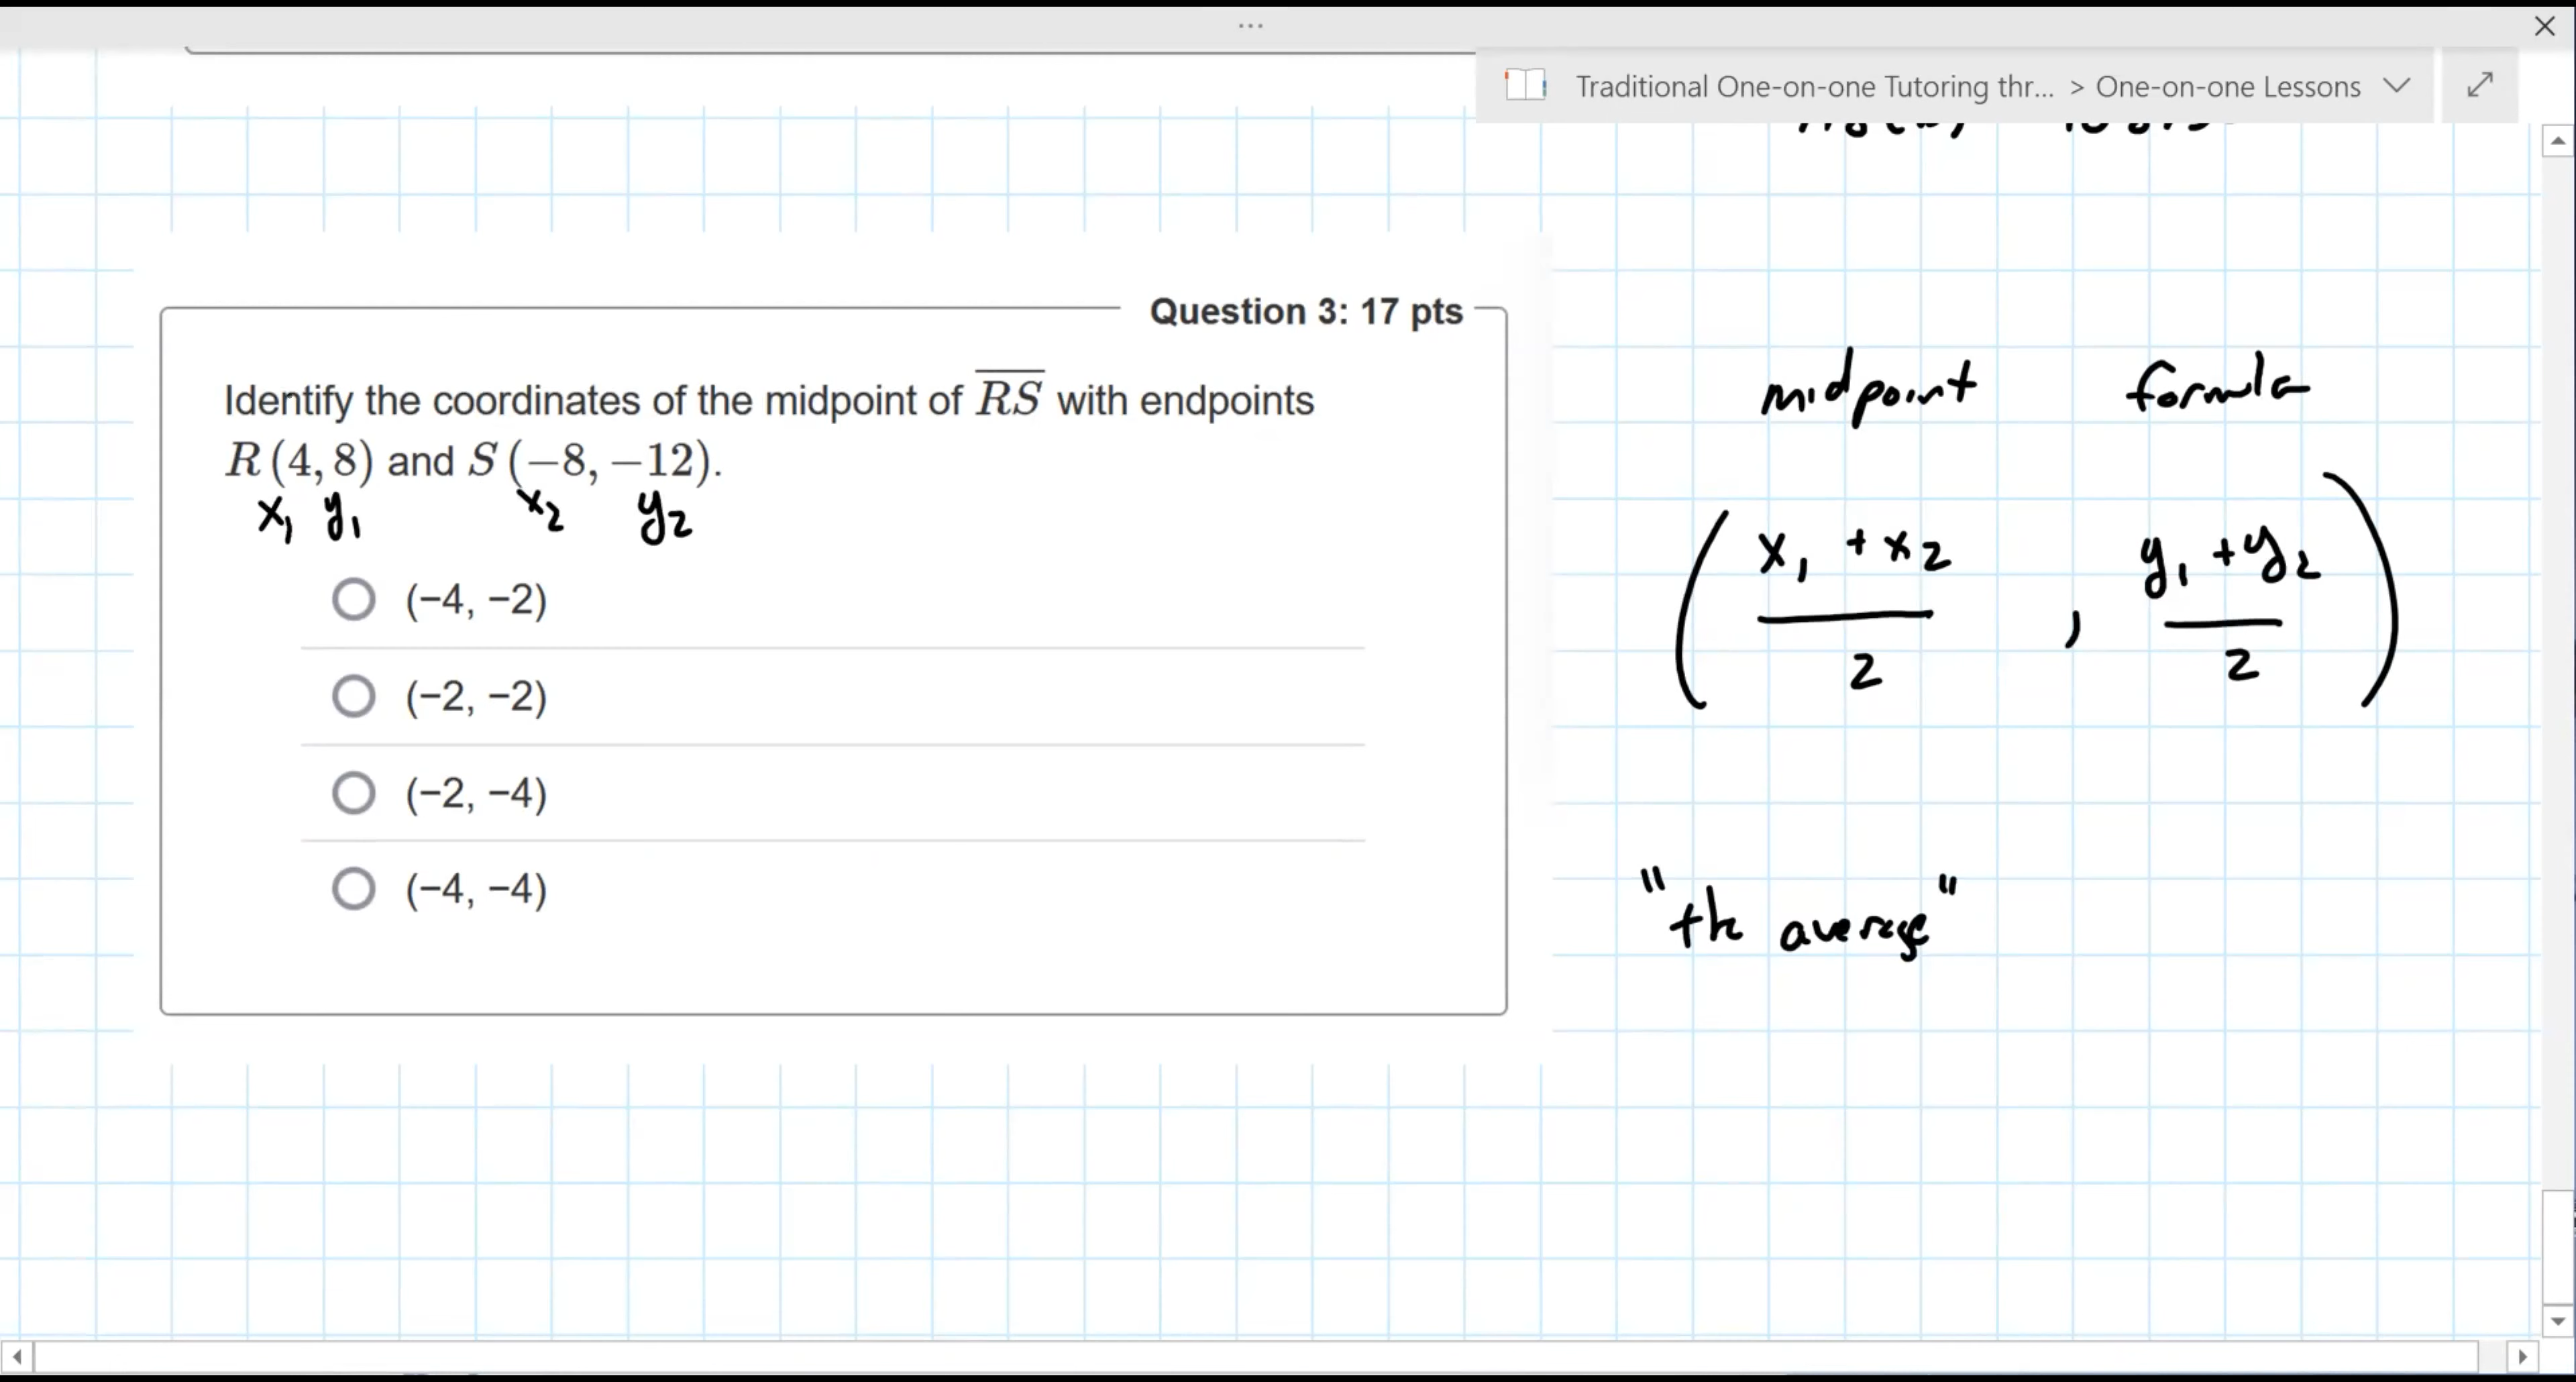 Traditional One-on-one Tutoring thr... > One-on-one Lessons
Question 3: 17 pts
Identify the coordinates of the midpoint of RS with endpoints
R (4, 8) and S (−8, −12).
x₁ y₁ x₂ y₂
(−4, −2)
(−2, −2)
(−2, −4)
(−4, −4)
midpoint formula
( x₁ + x₂ / 2 , y₁ + y₂ / 2 )
"the average"